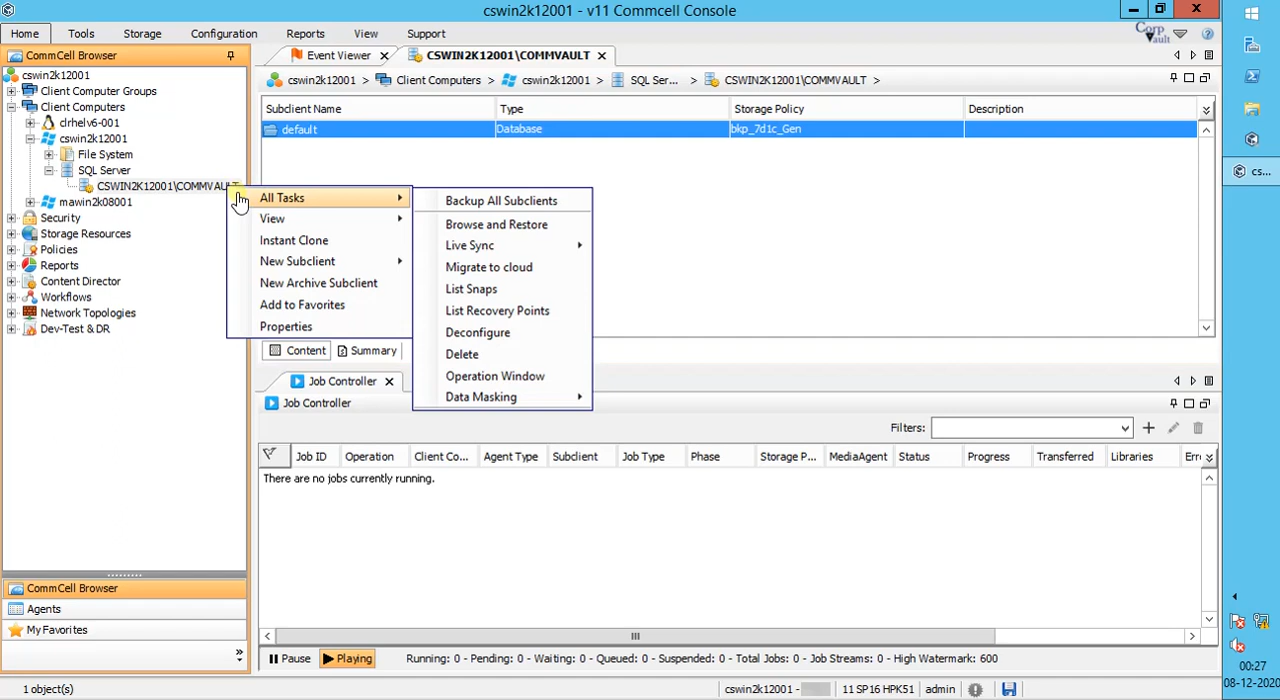 cswin2k12001 - v11 Commcell Console
Home Tools Storage Configuration Reports View Support
Corp Vault
CommCell Browser
cswin2k12001
Client Computer Groups
Client Computers
clrhelv6-001
cswin2k12001
File System
SQL Server
CSWIN2K12001\COMMVAULT
mawin2k08001
Security
Storage Resources
Policies
Reports
Content Director
Workflows
Network Topologies
Dev-Test & DR
CommCell Browser
Agents
My Favorites
1 object(s)
Event Viewer CSWIN2K12001\COMMVAULT
cswin2k12001 > Client Computers > cswin2k12001 > SQL Ser... > CSWIN2K12001\COMMVAULT >
Subclient Name Type Storage Policy Description
default Database bkp_7d1c_Gen
All Tasks
View
Instant Clone
New Subclient
New Archive Subclient
Add to Favorites
Properties
Backup All Subclients
Browse and Restore
Live Sync
Migrate to cloud
List Snaps
List Recovery Points
Deconfigure
Delete
Operation Window
Data Masking
Content Summary
Job Controller
Job Controller
Filters:
Job ID Operation Client Co... Agent Type Subclient Job Type Phase Storage P... MediaAgent Status Progress Transferred Libraries Err
There are no jobs currently running.
Pause Playing Running: 0 - Pending: 0 - Waiting: 0 - Queued: 0 - Suspended: 0 - Total Jobs: 0 - Job Streams: 0 - High Watermark: 600
cswin2k12001 - 11 SP16 HPK51 admin
cs...
00:27
08-12-2020